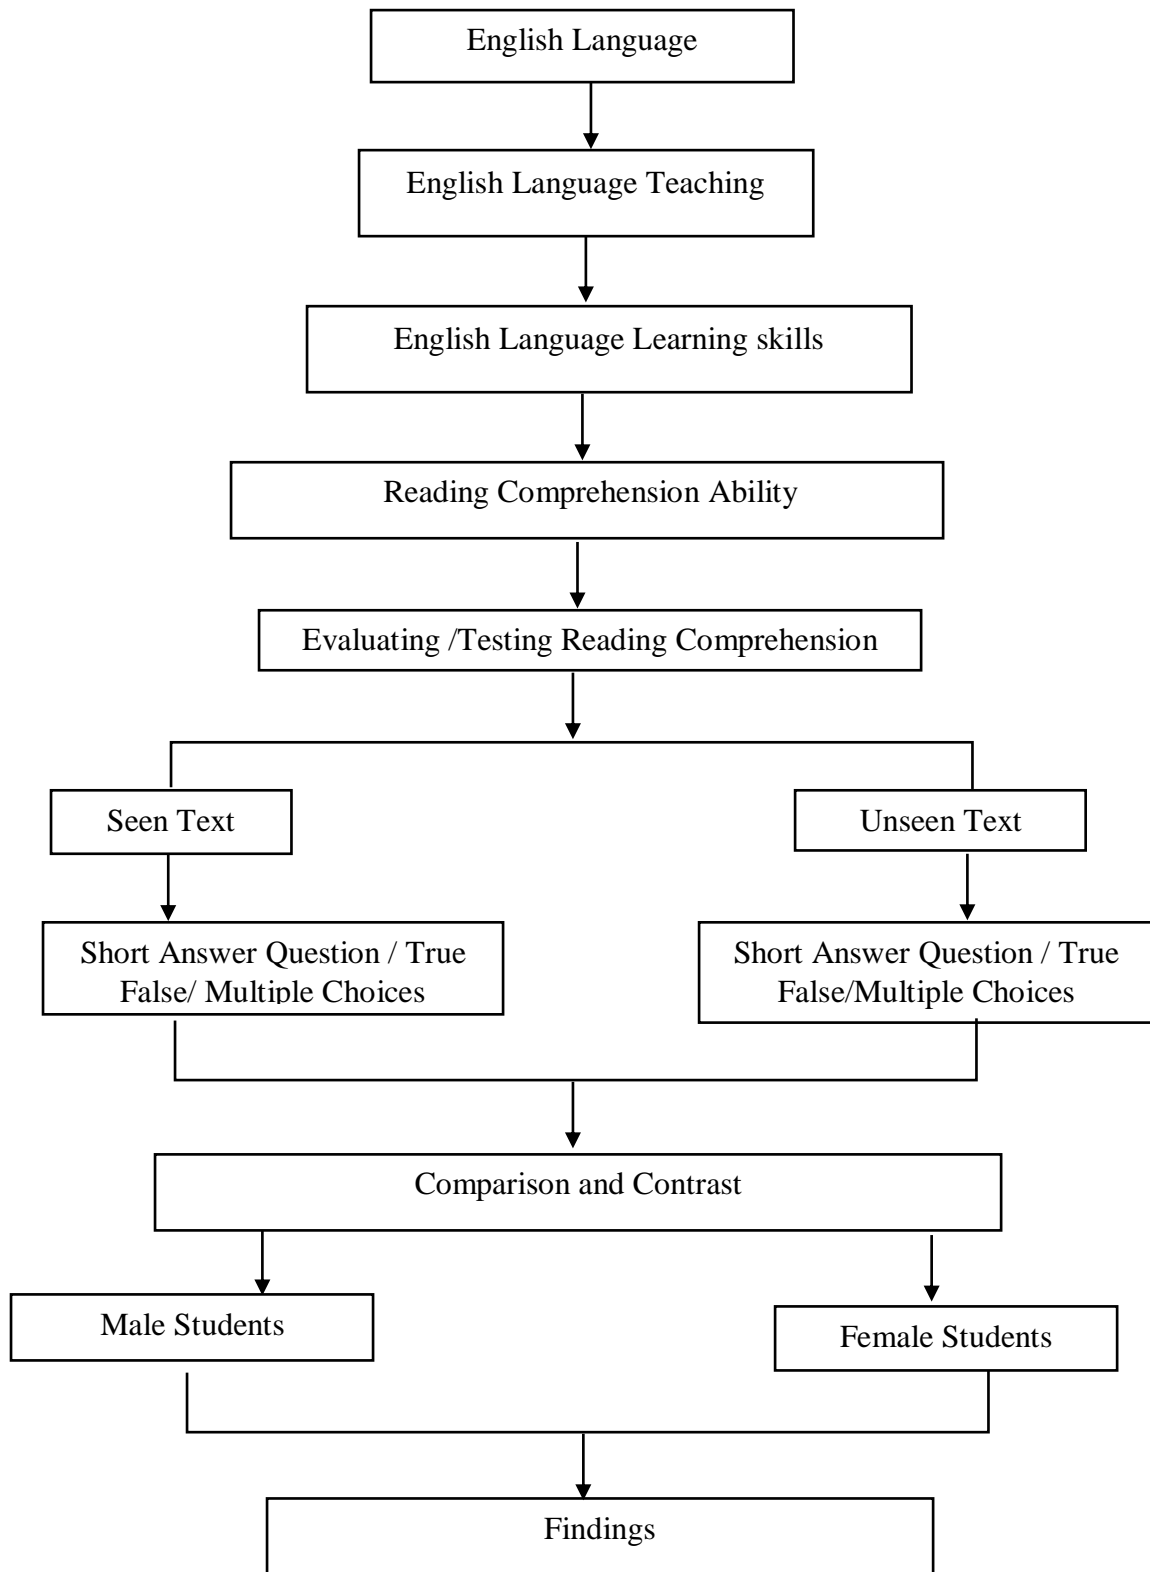 English Language
English Language Teaching
English Language Learning skills
Reading Comprehension Ability
Evaluating /Testing Reading Comprehension
Seen Text
Unseen Text
Short Answer Question / True
False/ Multiple Choices
Short Answer Question / True
False/Multiple Choices
Comparison and Contrast
Male Students
Female Students
Findings